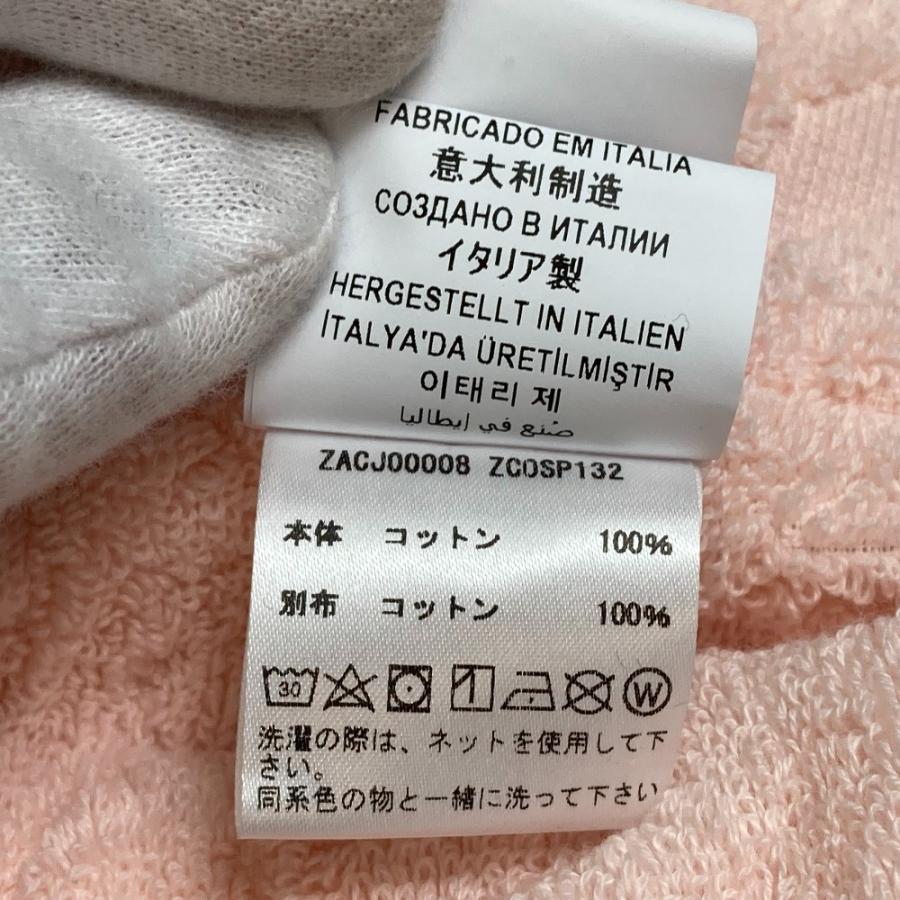 FABRICADO EM ITALIA
意大利制造
СОЗДАНО В ИТАЛИИ
イタリア製
HERGESTELLT IN ITALIEN
İTALYA'DA ÜRETİLMİŞTİR
이태리 제
صُنع في إيطاليا
ZACJ00008 ZCOSP132
本体 コットン 100%
別布 コットン 100%
30 W
洗濯の際は、ネットを使用して下
さい。
同系色の物と一緒に洗って下さい